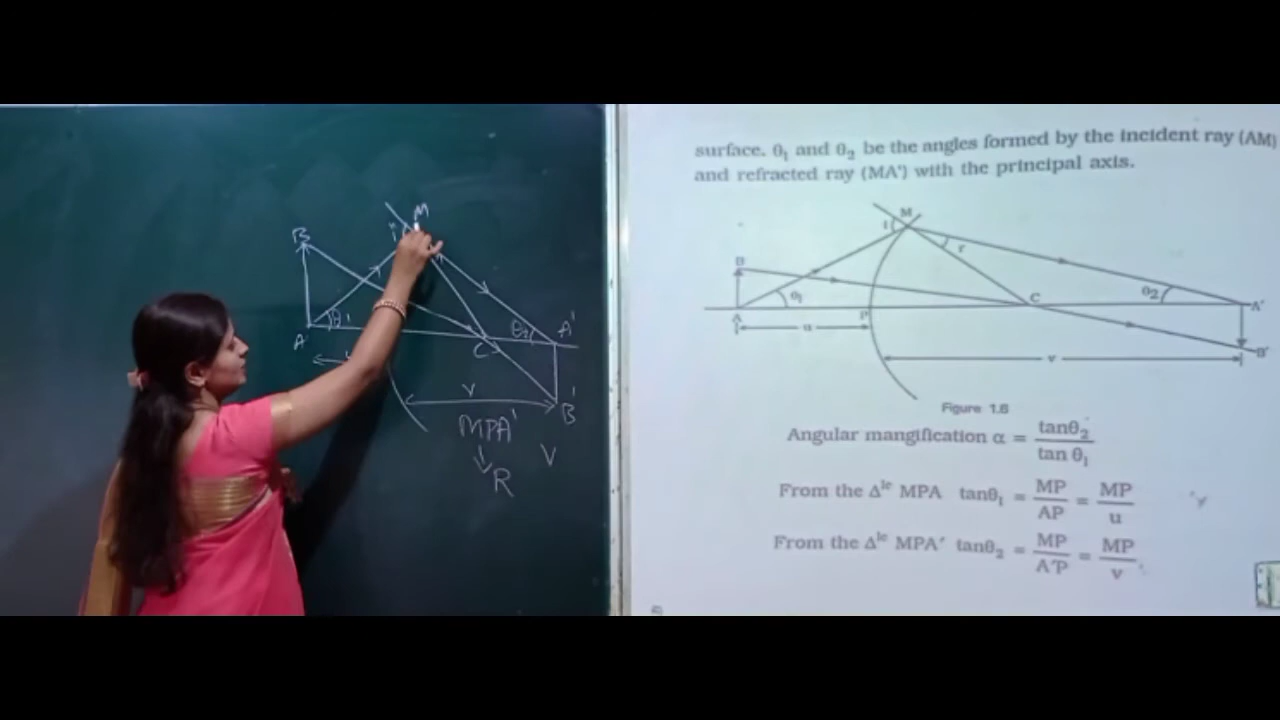 B
M
i
A
θ1
C
θ2
A'
v
B'
MPA'
V
R
surface. θ₁ and θ₂ be the angles formed by the incident ray (AM)
and refracted ray (MA') with the principal axis.
M
i
r
B
θ₁
θ₂
A
P
C
A'
u
v
B'
Figure 1.6
Angular mangification α = tanθ₂ / tan θ₁
From the Δˡᵉ MPA tanθ₁ = MP / AP = MP / u
From the Δˡᵉ MPA' tanθ₂ = MP / A'P = MP / v